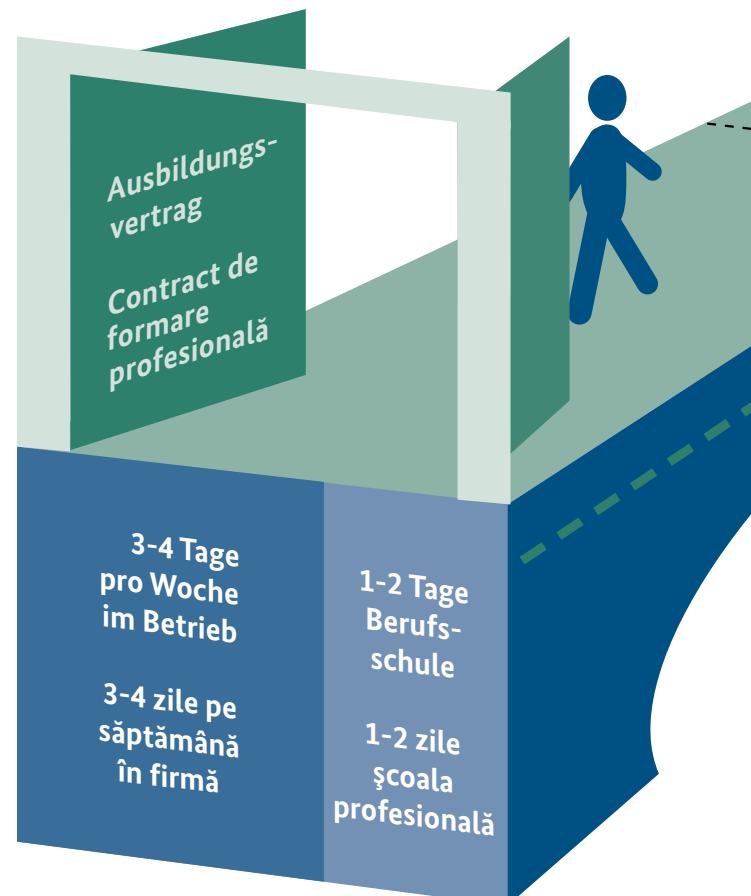 Ausbildungs-
vertrag
Contract de
formare
profesională
3-4 Tage
pro Woche
im Betrieb
3-4 zile pe
săptămână
în firmă
1-2 Tage
Berufs-
schule
1-2 zile
şcoala
profesională